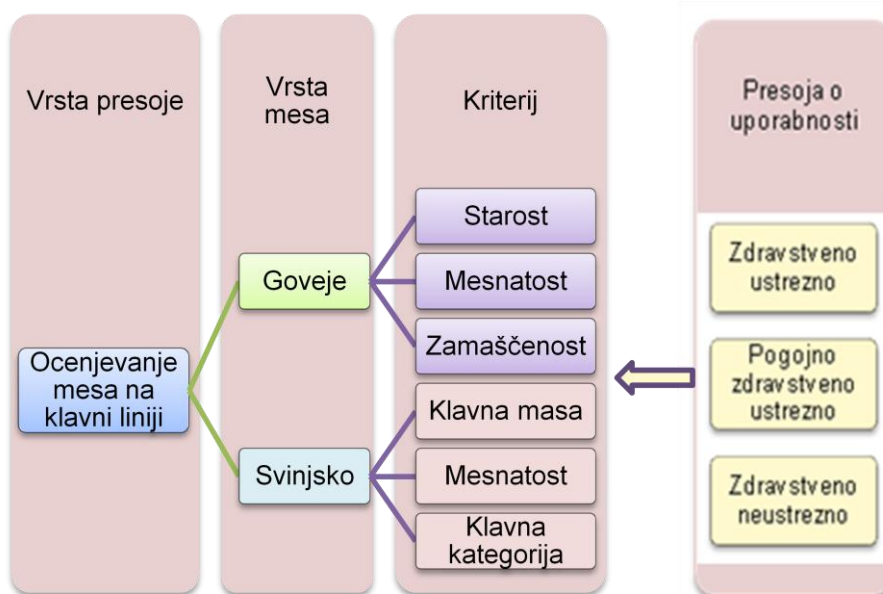 Vrsta presoje
Vrsta
mesa
Kriterij
Presoja o
uporabnosti
Ocenjevanje
mesa na
klavni liniji
Goveje
Svinjsko
Starost
Mesnatost
Zamaščenost
Klavna masa
Mesnatost
Klavna
kategorija
Zdravstveno
ustrezno
Pogojno
zdravstveno
ustrezno
Zdravstveno
neustrezno